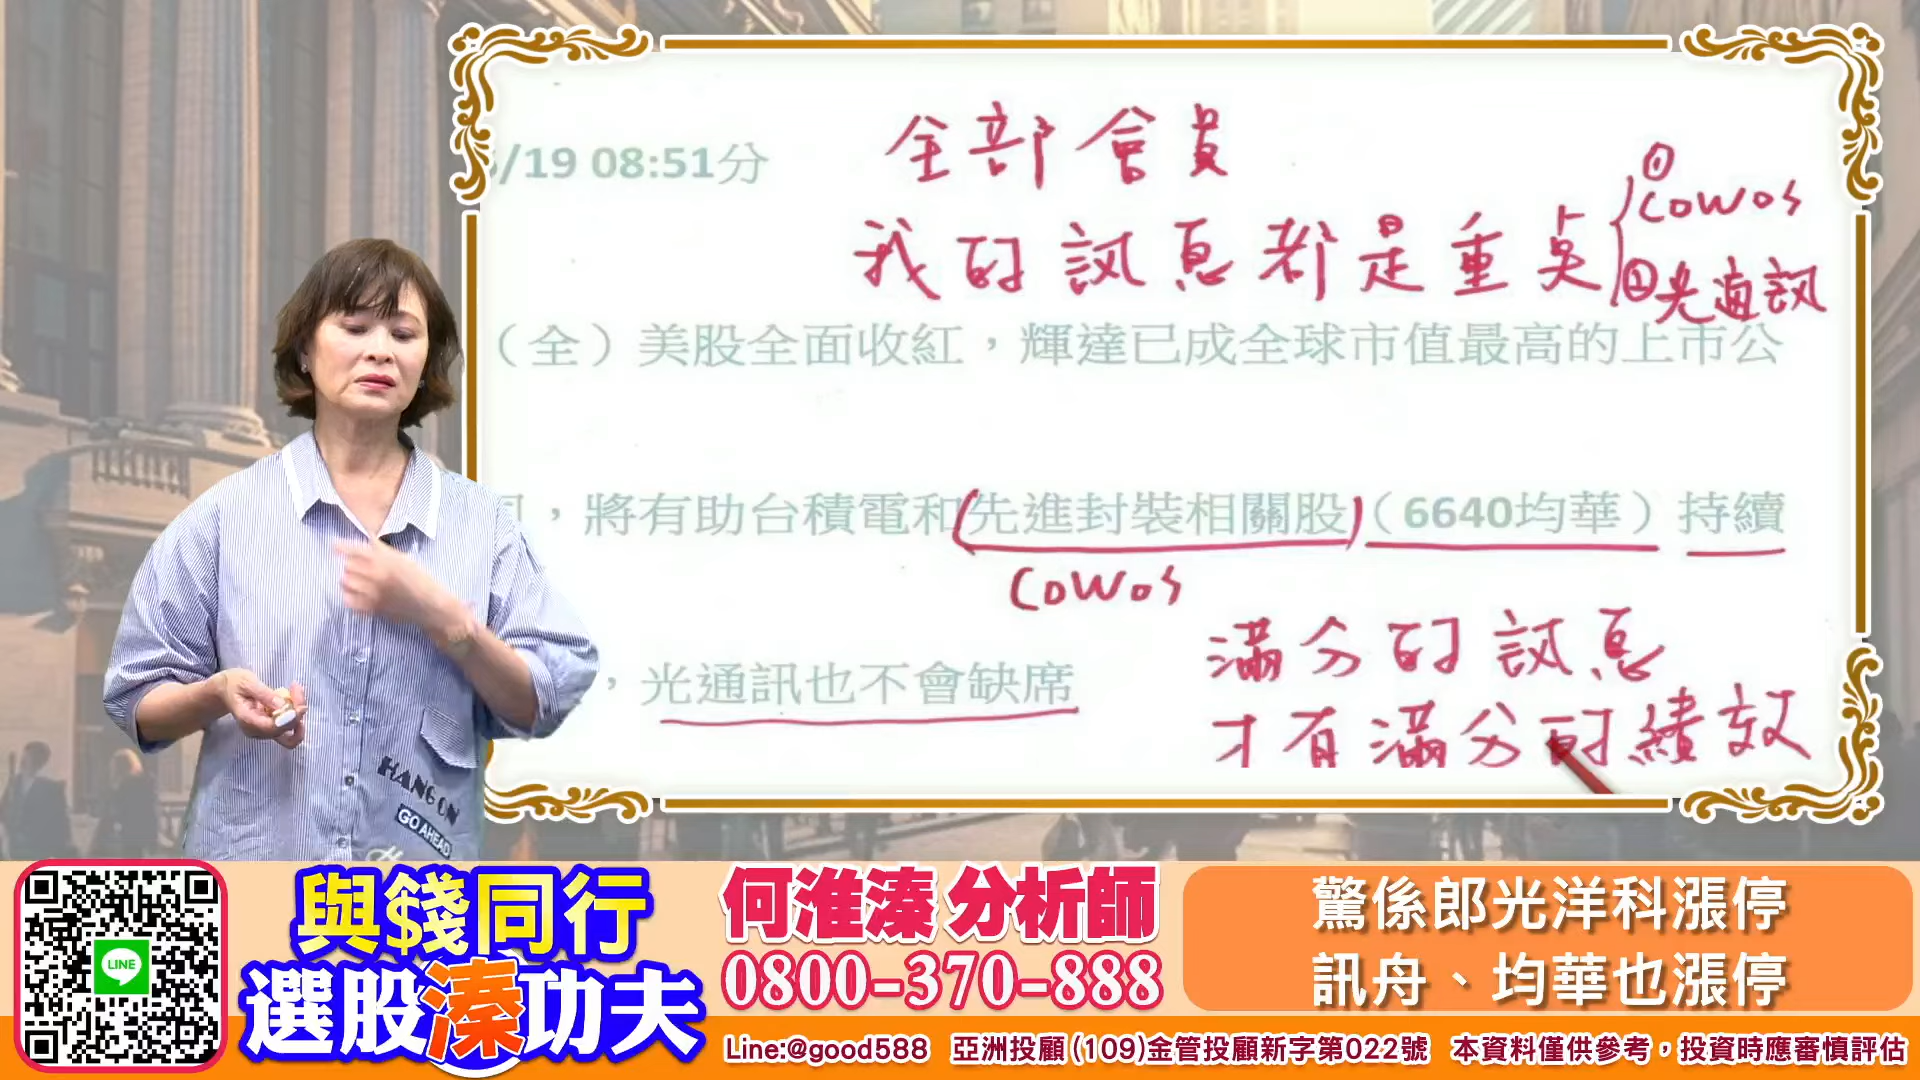 /19 08:51分
全部會員
我的訊息都是重点
①
CoWos
②光通訊
（全）美股全面收紅，輝達已成全球市值最高的上市公
，將有助台積電和先進封裝相關股（6640均華）持續
CoWos
滿分的訊息
，光通訊也不會缺席
才有滿分的績效
HANG ON
GO AHEAD
LINE
與錢同行
選股溱功夫
何淮溱 分析師
0800-370-888
驚係郎光洋科漲停
訊舟、均華也漲停
Line:@good588 亞洲投顧 (109)金管投顧新字第022號 本資料僅供參考，投資時應審慎評估